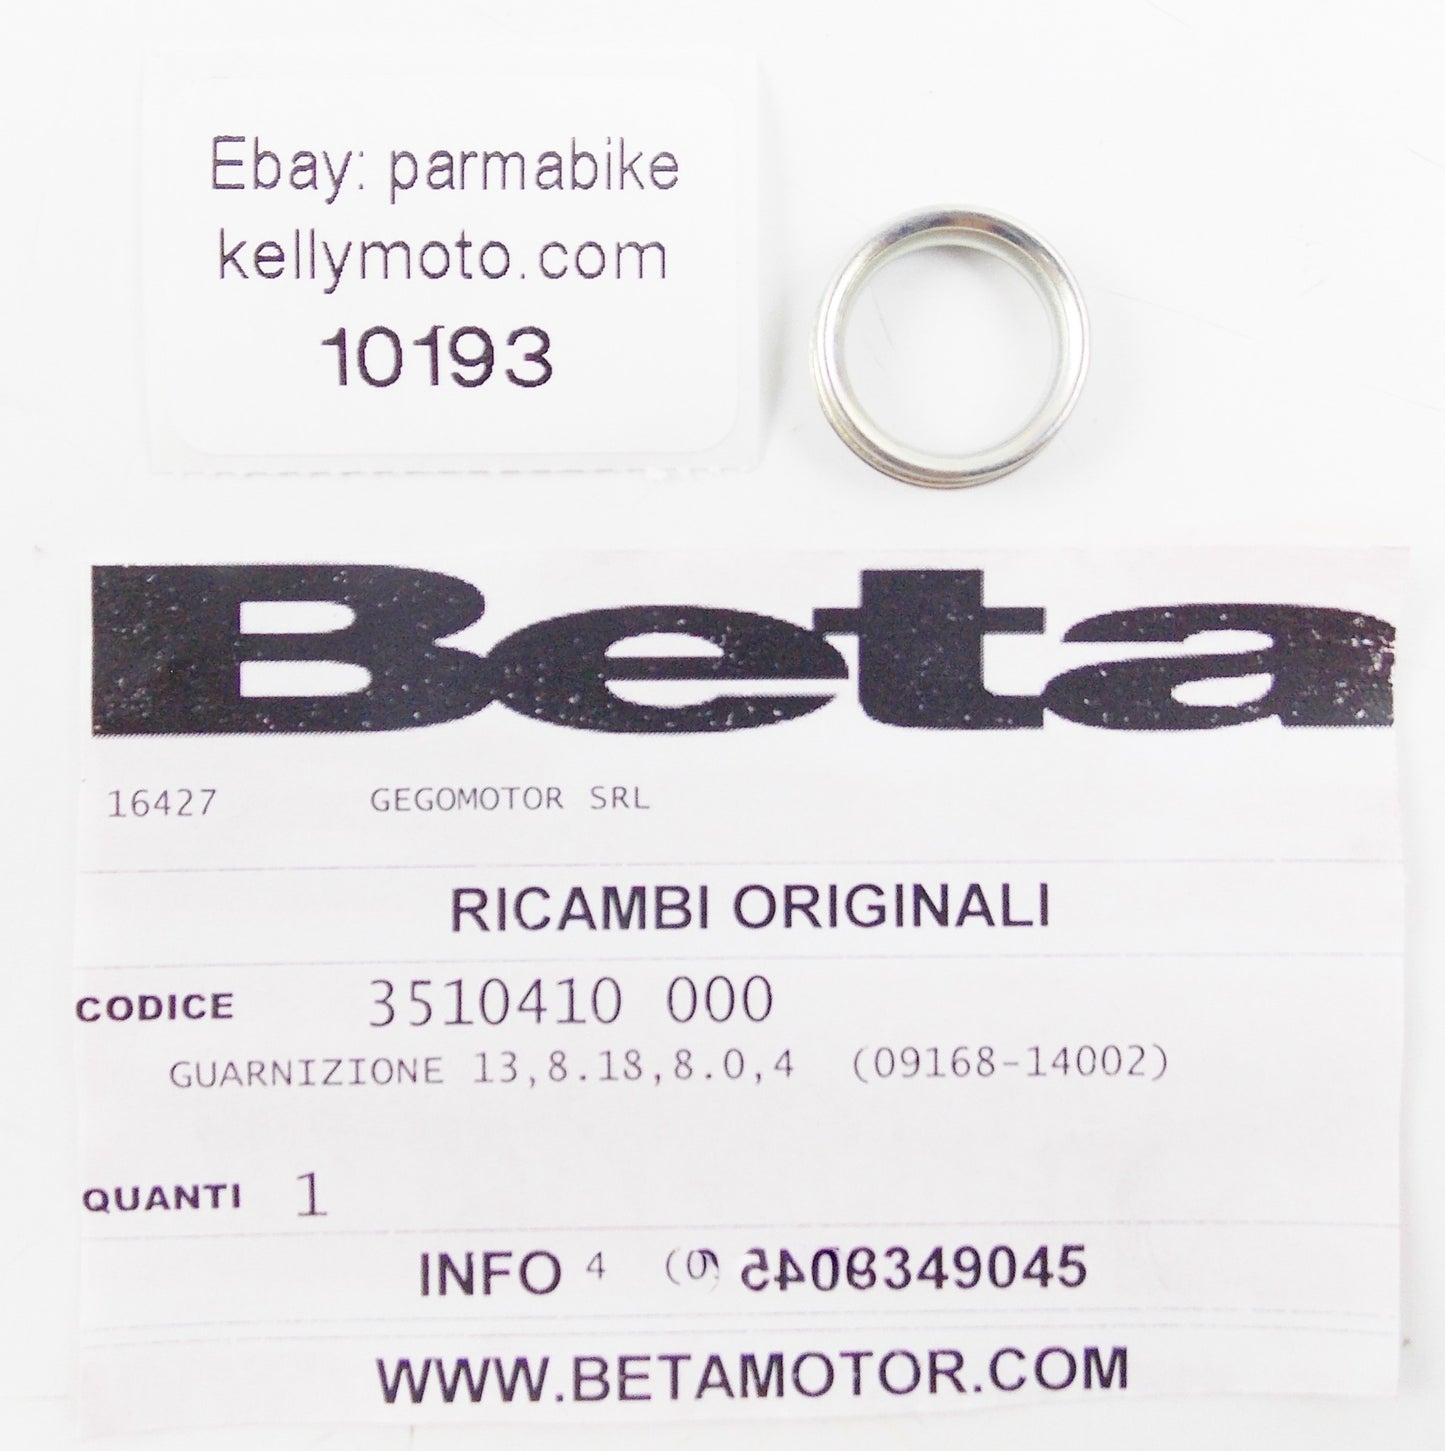 Ebay: parmabike
kellymoto.com
10193
Beta
16427 GEGOMOTOR SRL
RICAMBI ORIGINALI
CODICE 3510410 000
GUARNIZIONE 13,8.18,8.0,4 (09168-14002)
QUANTI 1
INFO 4
WWW.BETAMOTOR.COM